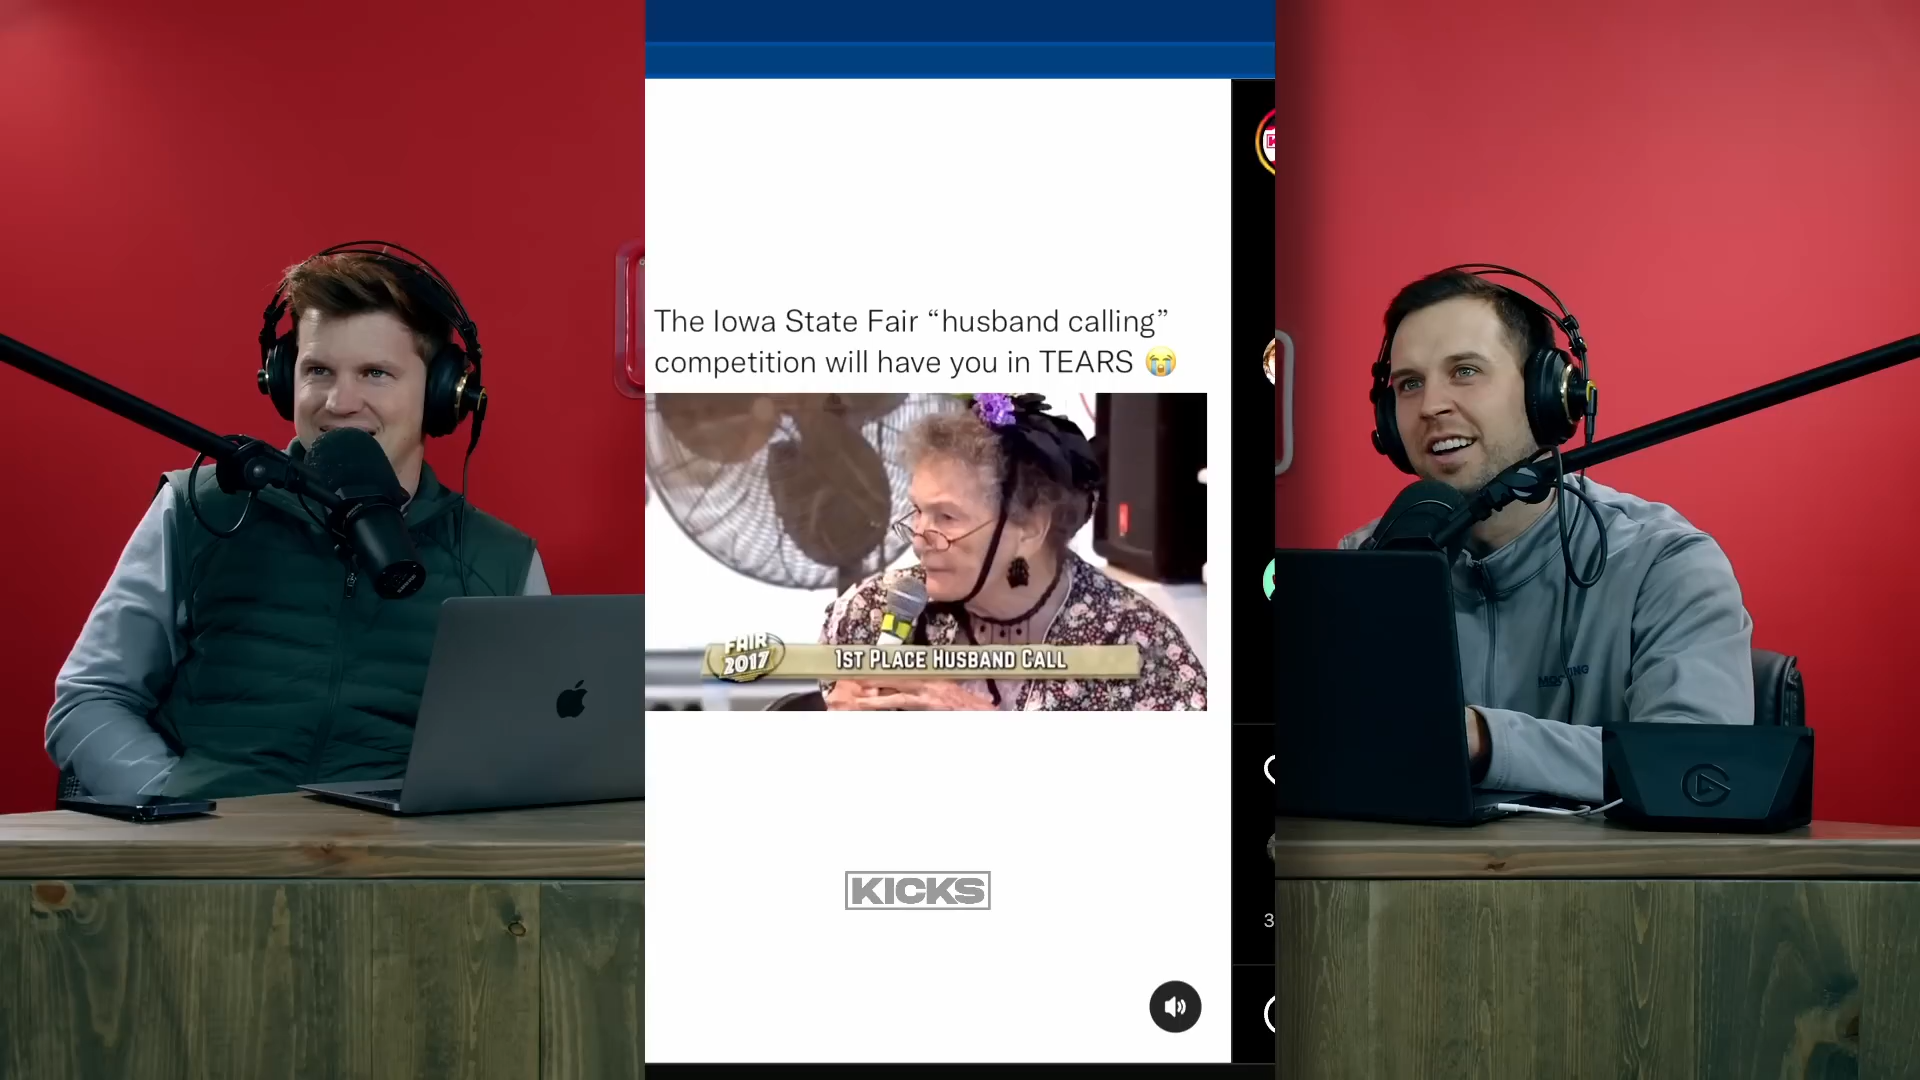 The Iowa State Fair “husband calling”
competition will have you in TEARS 😭
FAIR
2017
1ST PLACE HUSBAND CALL
KICKS
3